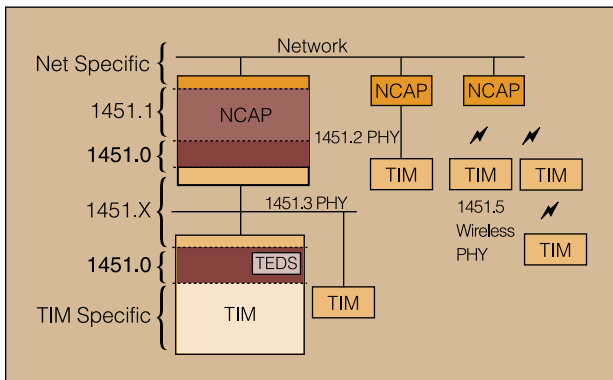 Network
Net Specific
1451.1
NCAP
NCAP
NCAP
1451.2 PHY
1451.0
TIM
TIM
TIM
1451.X
1451.3 PHY
1451.5
Wireless
PHY
TIM
1451.0
TEDS
TIM
TIM Specific
TIM